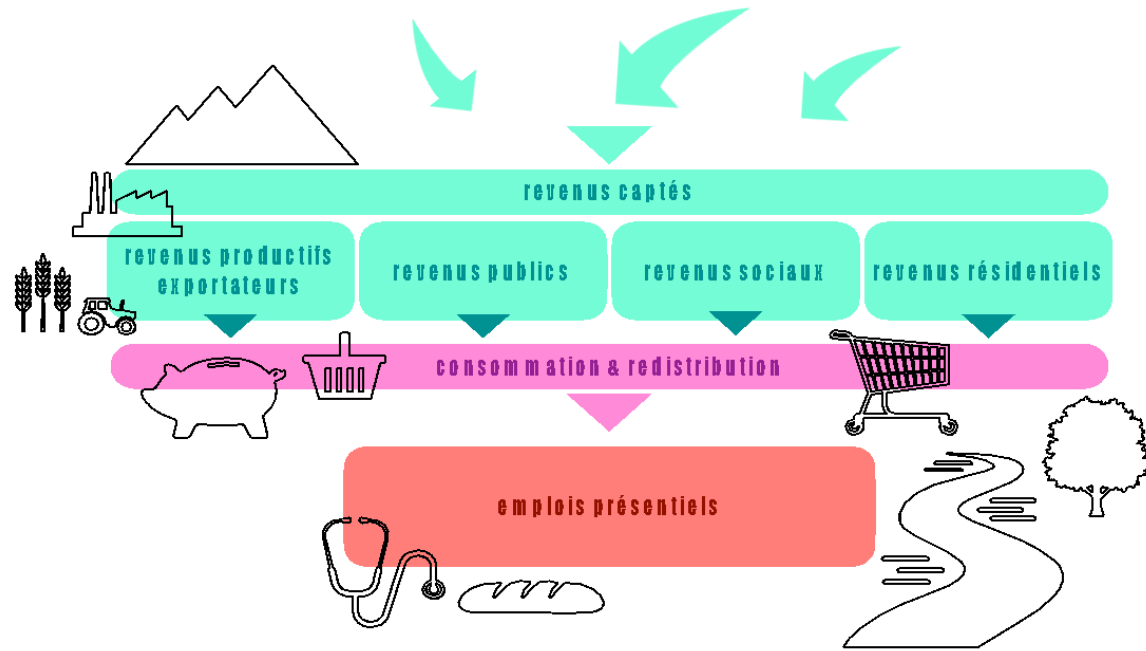 revenus captés
revenus productifs
exportateurs
revenus publics
revenus sociaux
revenus résidentiels
consommation & redistribution
emplois présentiels